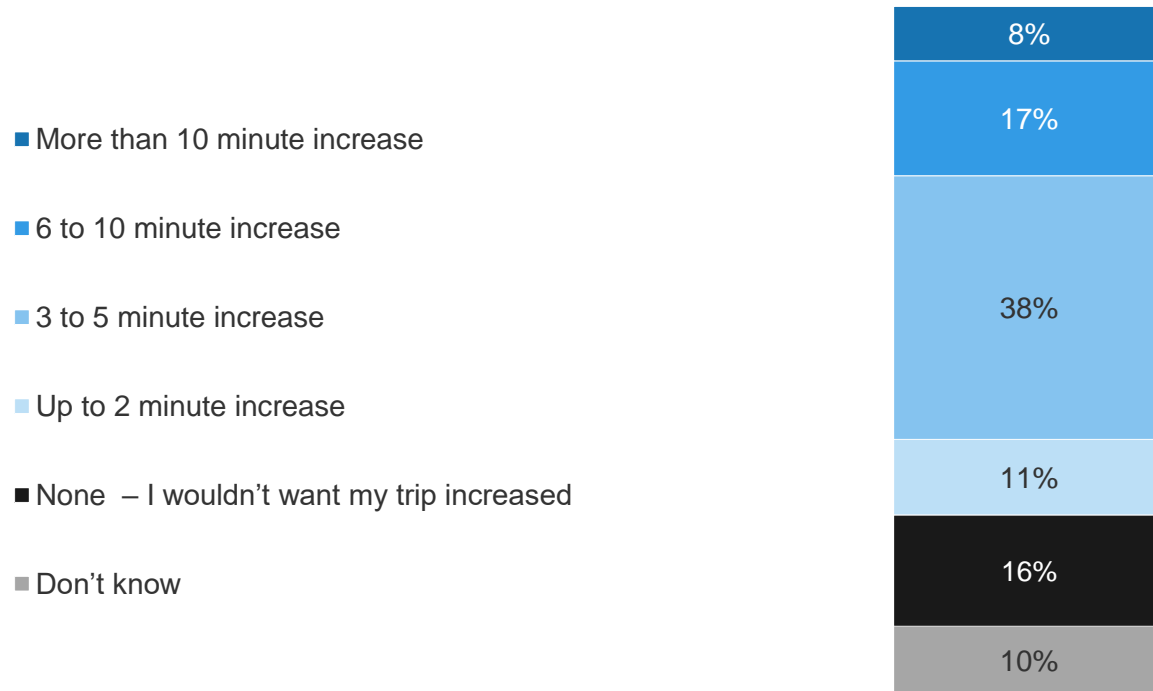 8%
17%
More than 10 minute increase
6 to 10 minute increase
3 to 5 minute increase
38%
Up to 2 minute increase
11%
None  – I wouldn’t want my trip increased
16%
Don’t know
10%